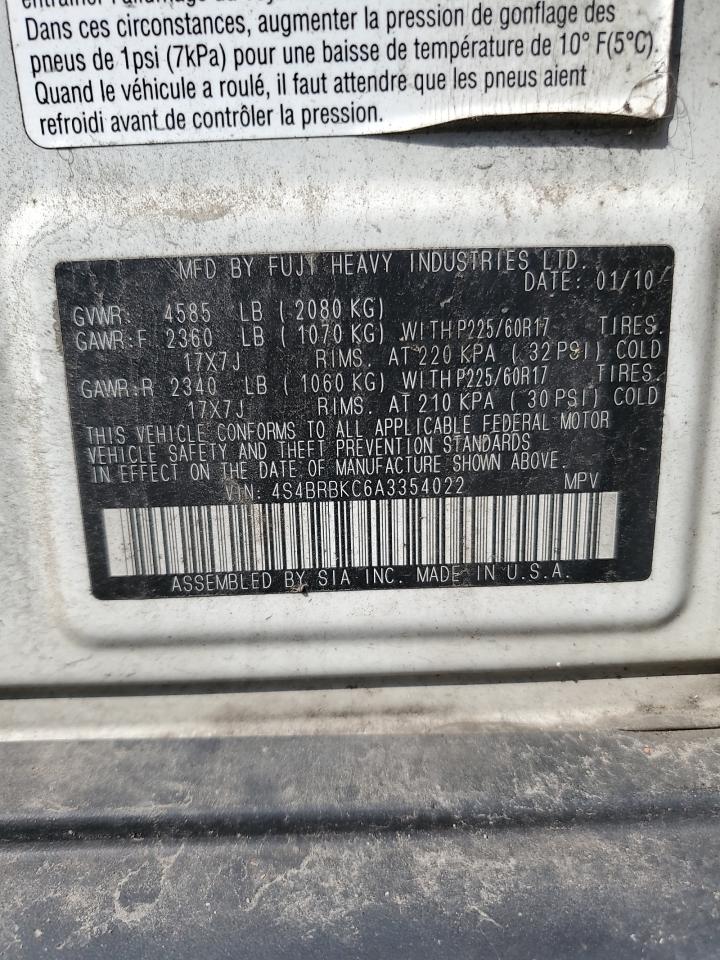 Dans ces circonstances, augmenter la pression de gonflage des
pneus de 1psi (7kPa) pour une baisse de température de 10° F(5°C).
Quand le véhicule a roulé, il faut attendre que les pneus aient
refroidi avant de contrôler la pression.
MFD BY FUJI HEAVY INDUSTRIES LTD.
DATE: 01/10
GVWR: 4585 LB ( 2080 KG)
GAWR:F 2360 LB ( 1070 KG) WITH P225/60R17 TIRES.
17X7J RIMS. AT 220 KPA ( 32 PSI) COLD
GAWR:R 2340 LB ( 1060 KG) WITH P225/60R17 TIRES.
17X7J RIMS. AT 210 KPA ( 30 PSI) COLD
THIS VEHICLE CONFORMS TO ALL APPLICABLE FEDERAL MOTOR
VEHICLE SAFETY AND THEFT PREVENTION STANDARDS
IN EFFECT ON THE DATE OF MANUFACTURE SHOWN ABOVE.
VIN: 4S4BRBKC6A3354022 MPV
ASSEMBLED BY SIA INC. MADE IN U.S.A.